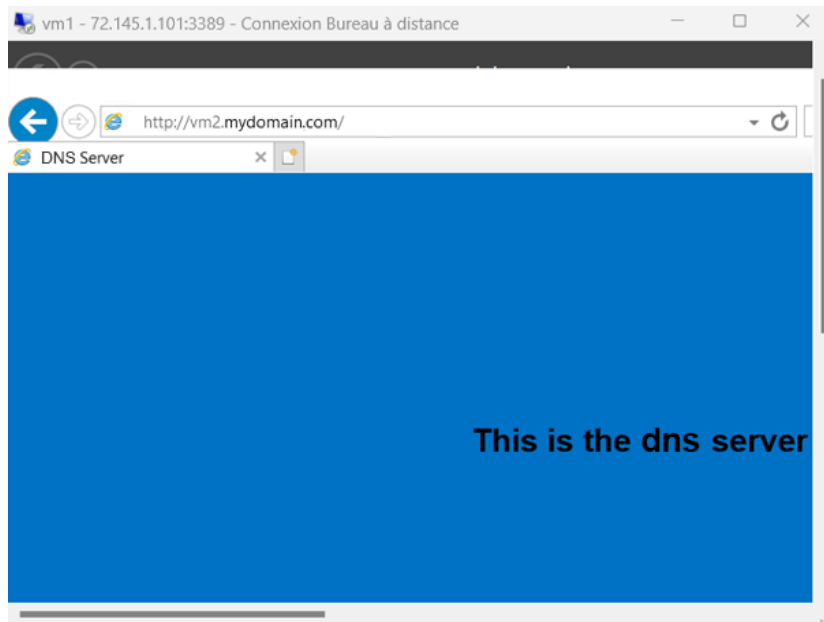 vm1 - 72.145.1.101:3389 - Connexion Bureau à distance
http://vm2.mydomain.com/
DNS Server
This is the dns server